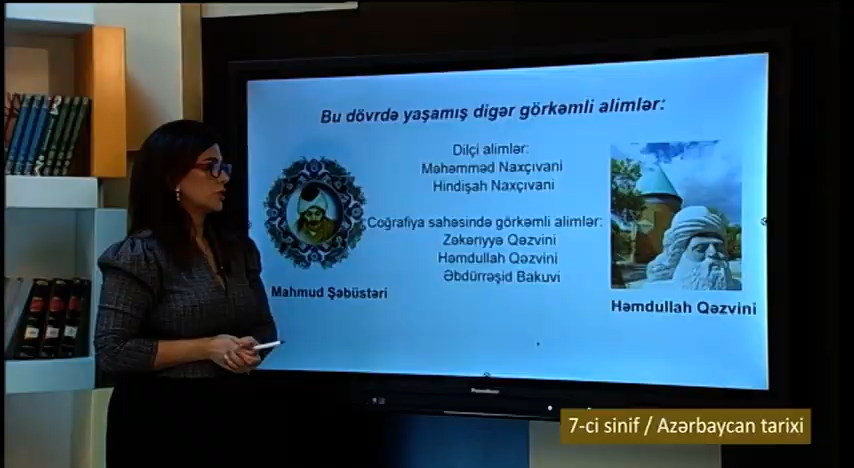 Bu dövrdə yaşamış digər görkəmli alimlər:
Dilçi alimlər:
Məhəmməd Naxçıvani
Hindişah Naxçıvani
Coğrafiya sahəsində görkəmli alimlər:
Zəkəriyyə Qəzvini
Həmdullah Qəzvini
Əbdürrəşid Bakuvi
Mahmud Şəbüstəri
Həmdullah Qəzvini
7-ci sinif / Azərbaycan tarixi